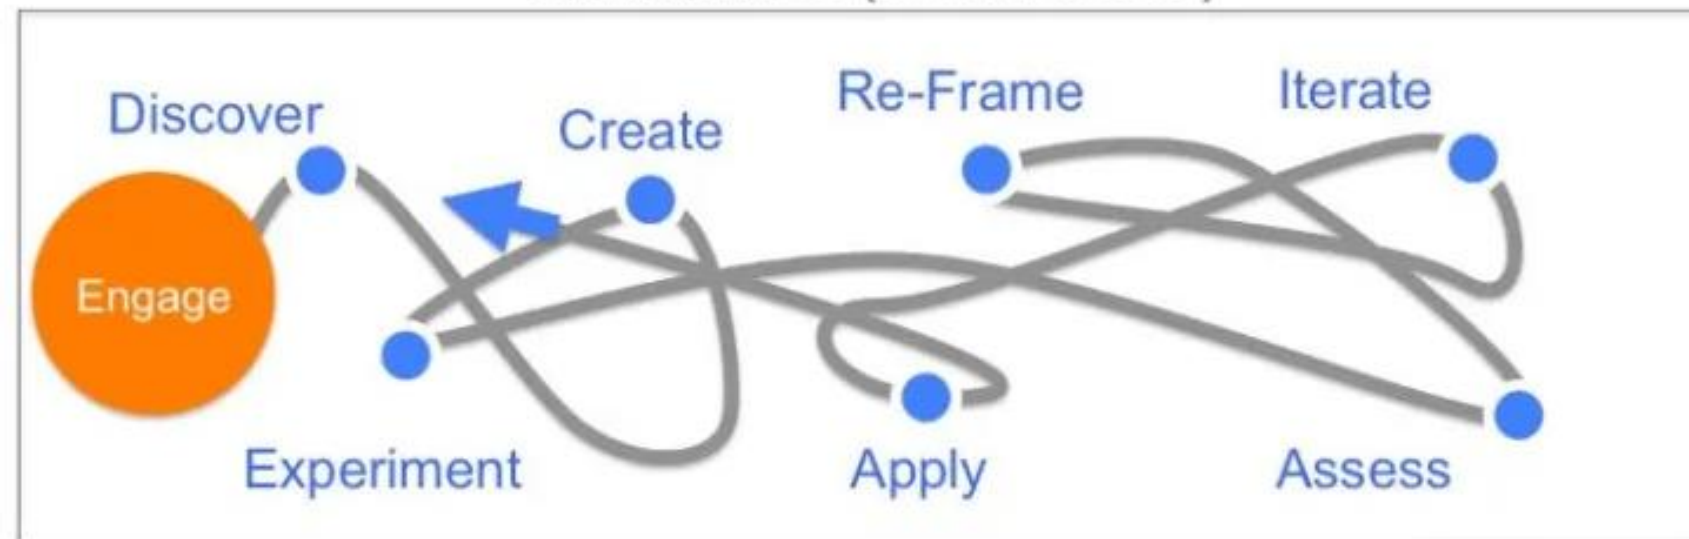 Discover
Create
Re-Frame
Iterate
Engage
Experiment
Apply
Assess